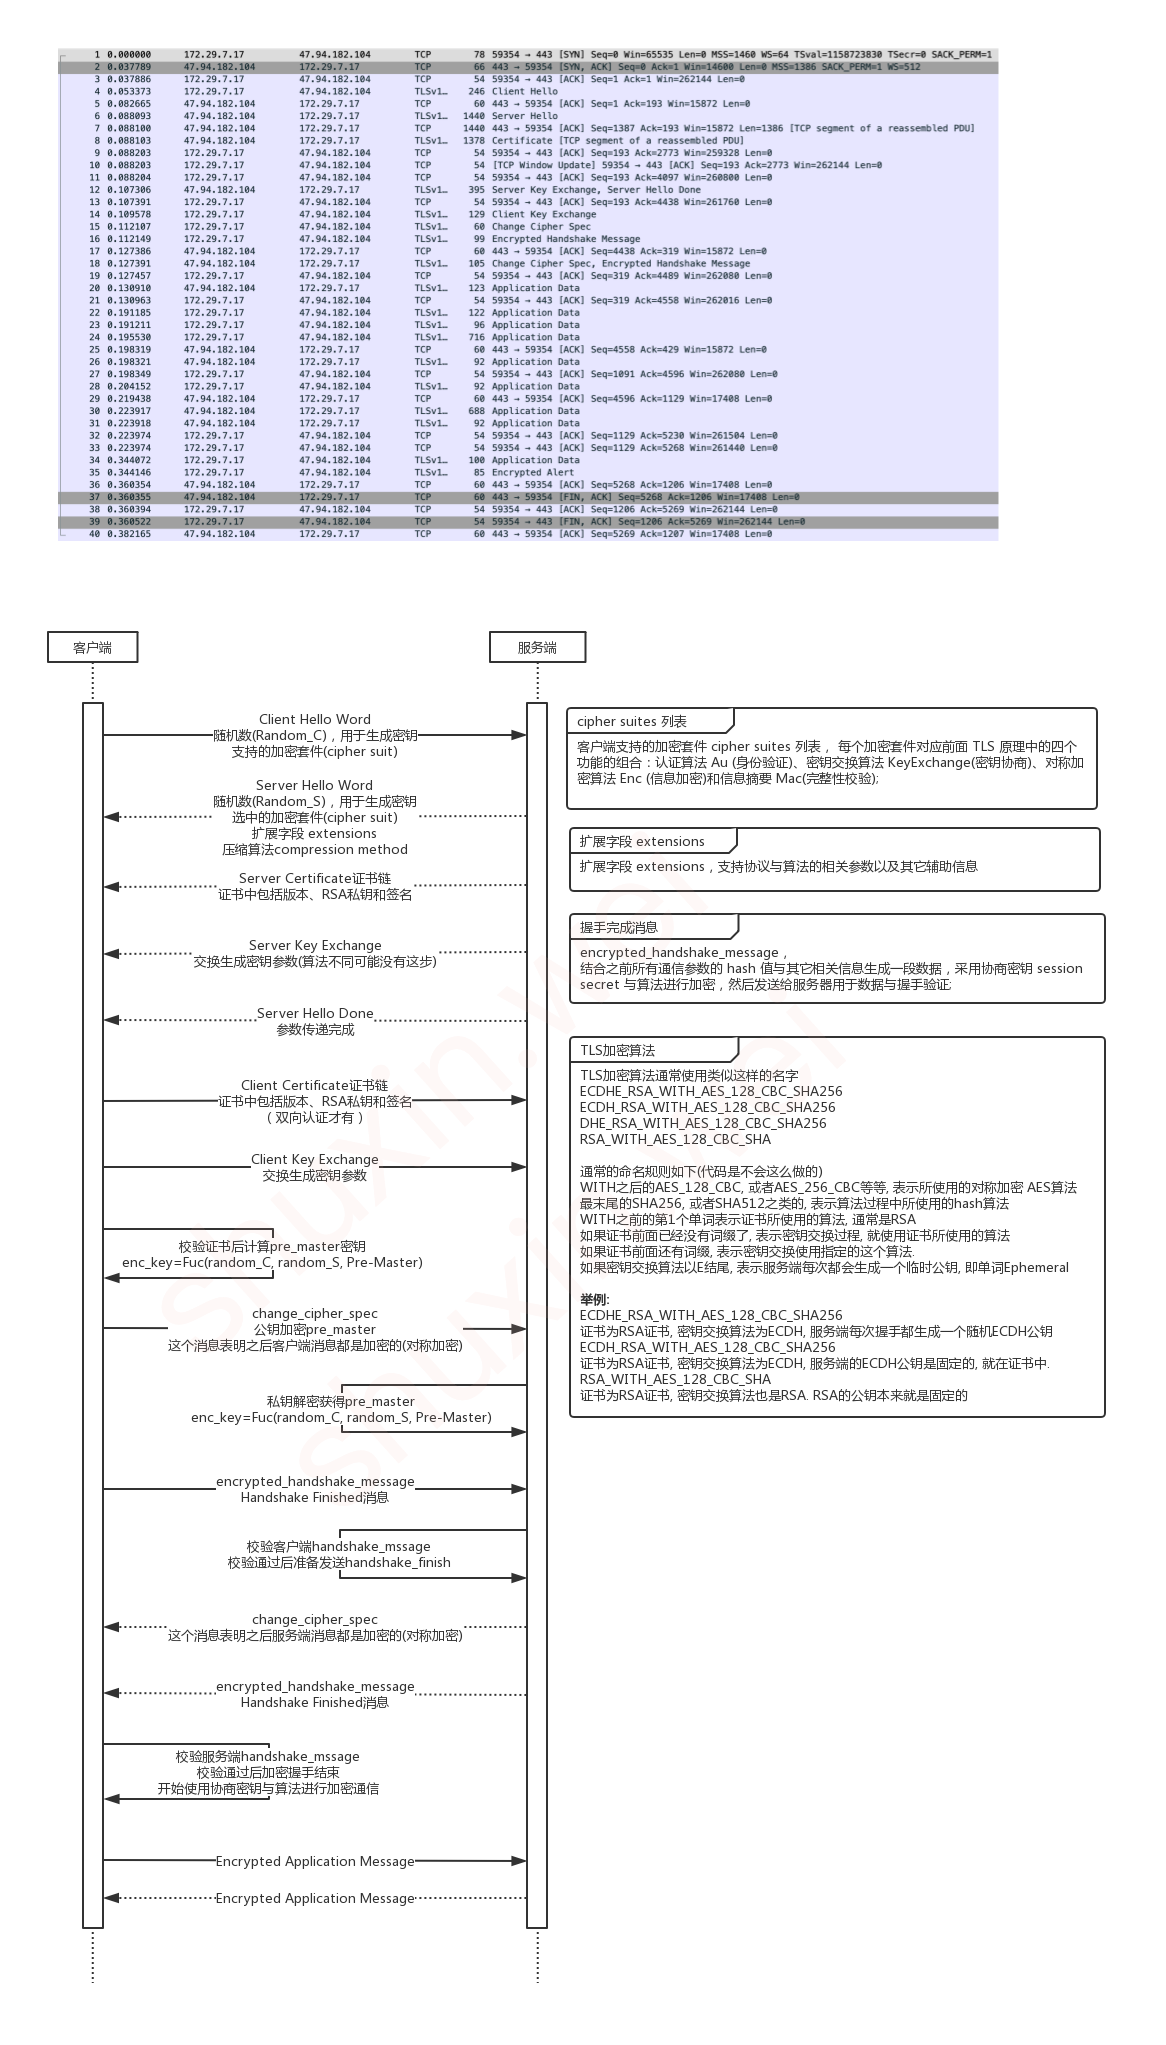 1 0.000000 172.29.7.17 47.94.182.104 TCP 78 59354 → 443 [SYN] Seq=0 Win=65535 Len=0 MSS=1460 WS=64 TSval=1158723830 TSecr=0 SACK_PERM=1
2 0.037789 47.94.182.104 172.29.7.17 TCP 66 443 → 59354 [SYN, ACK] Seq=0 Ack=1 Win=14600 Len=0 MSS=1386 SACK_PERM=1 WS=512
3 0.037886 172.29.7.17 47.94.182.104 TCP 54 59354 → 443 [ACK] Seq=1 Ack=1 Win=262144 Len=0
4 0.053373 172.29.7.17 47.94.182.104 TLSv1… 246 Client Hello
5 0.082665 47.94.182.104 172.29.7.17 TCP 60 443 → 59354 [ACK] Seq=1 Ack=193 Win=15872 Len=0
6 0.088093 47.94.182.104 172.29.7.17 TLSv1… 1440 Server Hello
7 0.088100 47.94.182.104 172.29.7.17 TCP 1440 443 → 59354 [ACK] Seq=1387 Ack=193 Win=15872 Len=1386 [TCP segment of a reassembled PDU]
8 0.088103 47.94.182.104 172.29.7.17 TLSv1… 1378 Certificate [TCP segment of a reassembled PDU]
9 0.088203 172.29.7.17 47.94.182.104 TCP 54 59354 → 443 [ACK] Seq=193 Ack=2773 Win=259328 Len=0
10 0.088203 172.29.7.17 47.94.182.104 TCP 54 [TCP Window Update] 59354 → 443 [ACK] Seq=193 Ack=2773 Win=262144 Len=0
11 0.088204 172.29.7.17 47.94.182.104 TCP 54 59354 → 443 [ACK] Seq=193 Ack=4097 Win=260800 Len=0
12 0.107306 47.94.182.104 172.29.7.17 TLSv1… 395 Server Key Exchange, Server Hello Done
13 0.107391 172.29.7.17 47.94.182.104 TCP 54 59354 → 443 [ACK] Seq=193 Ack=4438 Win=261760 Len=0
14 0.109578 172.29.7.17 47.94.182.104 TLSv1… 129 Client Key Exchange
15 0.112107 172.29.7.17 47.94.182.104 TLSv1… 60 Change Cipher Spec
16 0.112149 172.29.7.17 47.94.182.104 TLSv1… 99 Encrypted Handshake Message
17 0.127386 47.94.182.104 172.29.7.17 TCP 60 443 → 59354 [ACK] Seq=4438 Ack=319 Win=15872 Len=0
18 0.127391 47.94.182.104 172.29.7.17 TLSv1… 105 Change Cipher Spec, Encrypted Handshake Message
19 0.127457 172.29.7.17 47.94.182.104 TCP 54 59354 → 443 [ACK] Seq=319 Ack=4489 Win=262080 Len=0
20 0.130910 47.94.182.104 172.29.7.17 TLSv1… 123 Application Data
21 0.130963 172.29.7.17 47.94.182.104 TCP 54 59354 → 443 [ACK] Seq=319 Ack=4558 Win=262016 Len=0
22 0.191185 172.29.7.17 47.94.182.104 TLSv1… 122 Application Data
23 0.191211 172.29.7.17 47.94.182.104 TLSv1… 96 Application Data
24 0.195530 172.29.7.17 47.94.182.104 TLSv1… 716 Application Data
25 0.198319 47.94.182.104 172.29.7.17 TCP 60 443 → 59354 [ACK] Seq=4558 Ack=429 Win=15872 Len=0
26 0.198321 47.94.182.104 172.29.7.17 TLSv1… 92 Application Data
27 0.198349 172.29.7.17 47.94.182.104 TCP 54 59354 → 443 [ACK] Seq=1091 Ack=4596 Win=262080 Len=0
28 0.204152 172.29.7.17 47.94.182.104 TLSv1… 92 Application Data
29 0.219438 47.94.182.104 172.29.7.17 TCP 60 443 → 59354 [ACK] Seq=4596 Ack=1129 Win=17408 Len=0
30 0.223917 47.94.182.104 172.29.7.17 TLSv1… 688 Application Data
31 0.223918 47.94.182.104 172.29.7.17 TLSv1… 92 Application Data
32 0.223974 172.29.7.17 47.94.182.104 TCP 54 59354 → 443 [ACK] Seq=1129 Ack=5230 Win=261504 Len=0
33 0.223974 172.29.7.17 47.94.182.104 TCP 54 59354 → 443 [ACK] Seq=1129 Ack=5268 Win=261440 Len=0
34 0.344072 172.29.7.17 47.94.182.104 TLSv1… 100 Application Data
35 0.344146 172.29.7.17 47.94.182.104 TLSv1… 85 Encrypted Alert
36 0.360354 47.94.182.104 172.29.7.17 TCP 60 443 → 59354 [ACK] Seq=5268 Ack=1206 Win=17408 Len=0
37 0.360355 47.94.182.104 172.29.7.17 TCP 60 443 → 59354 [FIN, ACK] Seq=5268 Ack=1206 Win=17408 Len=0
38 0.360394 172.29.7.17 47.94.182.104 TCP 54 59354 → 443 [ACK] Seq=1206 Ack=5269 Win=262144 Len=0
39 0.360522 172.29.7.17 47.94.182.104 TCP 54 59354 → 443 [FIN, ACK] Seq=1206 Ack=5269 Win=262144 Len=0
40 0.382165 47.94.182.104 172.29.7.17 TCP 60 443 → 59354 [ACK] Seq=5269 Ack=1207 Win=17408 Len=0
客户端
服务端
Client Hello Word
随机数(Random_C)，用于生成密钥
支持的加密套件(cipher suit)
Server Hello Word
随机数(Random_S)，用于生成密钥
选中的加密套件(cipher suit)
扩展字段 extensions
压缩算法compression method
Server Certificate证书链
证书中包括版本、RSA私钥和签名
Server Key Exchange
交换生成密钥参数(算法不同可能没有这步)
Server Hello Done
参数传递完成
Client Certificate证书链
证书中包括版本、RSA私钥和签名
（双向认证才有）
Client Key Exchange
交换生成密钥参数
校验证书后计算pre_master密钥
enc_key=Fuc(random_C, random_S, Pre-Master)
change_cipher_spec
公钥加密pre_master
这个消息表明之后客户端消息都是加密的(对称加密)
私钥解密获得pre_master
enc_key=Fuc(random_C, random_S, Pre-Master)
encrypted_handshake_message
Handshake Finished消息
校验客户端handshake_mssage
校验通过后准备发送handshake_finish
change_cipher_spec
这个消息表明之后服务端消息都是加密的(对称加密)
encrypted_handshake_message
Handshake Finished消息
校验服务端handshake_mssage
校验通过后加密握手结束
开始使用协商密钥与算法进行加密通信
Encrypted Application Message
Encrypted Application Message
cipher suites 列表
客户端支持的加密套件 cipher suites 列表， 每个加密套件对应前面 TLS 原理中的四个
功能的组合：认证算法 Au (身份验证)、密钥交换算法 KeyExchange(密钥协商)、对称加
密算法 Enc (信息加密)和信息摘要 Mac(完整性校验);
扩展字段 extensions
扩展字段 extensions，支持协议与算法的相关参数以及其它辅助信息
握手完成消息
encrypted_handshake_message，
结合之前所有通信参数的 hash 值与其它相关信息生成一段数据，采用协商密钥 session
secret 与算法进行加密，然后发送给服务器用于数据与握手验证;
TLS加密算法
TLS加密算法通常使用类似这样的名字
ECDHE_RSA_WITH_AES_128_CBC_SHA256
ECDH_RSA_WITH_AES_128_CBC_SHA256
DHE_RSA_WITH_AES_128_CBC_SHA256
RSA_WITH_AES_128_CBC_SHA
通常的命名规则如下(代码是不会这么做的)
WITH之后的AES_128_CBC, 或者AES_256_CBC等等, 表示所使用的对称加密 AES算法
最末尾的SHA256, 或者SHA512之类的, 表示算法过程中所使用的hash算法
WITH之前的第1个单词表示证书所使用的算法, 通常是RSA
如果证书前面已经没有词缀了, 表示密钥交换过程, 就使用证书所使用的算法
如果证书前面还有词缀, 表示密钥交换使用指定的这个算法.
如果密钥交换算法以E结尾, 表示服务端每次都会生成一个临时公钥, 即单词Ephemeral
举例:
ECDHE_RSA_WITH_AES_128_CBC_SHA256
证书为RSA证书, 密钥交换算法为ECDH, 服务端每次握手都生成一个随机ECDH公钥
ECDH_RSA_WITH_AES_128_CBC_SHA256
证书为RSA证书, 密钥交换算法为ECDH, 服务端的ECDH公钥是固定的, 就在证书中.
RSA_WITH_AES_128_CBC_SHA
证书为RSA证书, 密钥交换算法也是RSA. RSA的公钥本来就是固定的
shuxin.wei
shuxin.wei